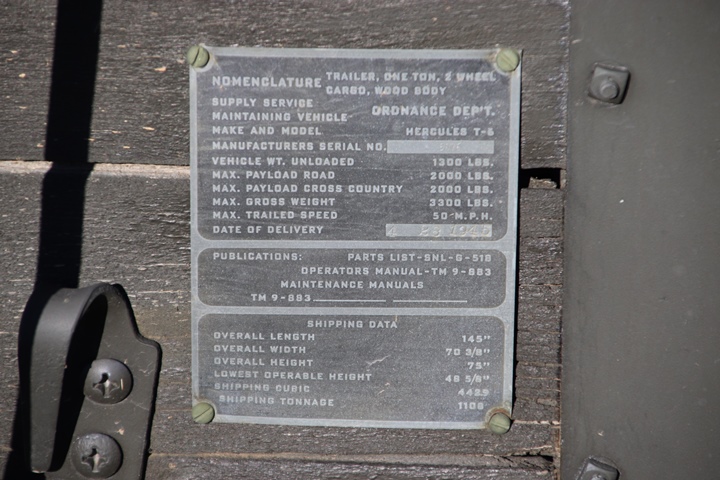 NOMENCLATURE TRAILER, ONE TON, 2 WHEEL
CARGO, WOOD BODY
SUPPLY SERVICE
MAINTAINING VEHICLE ORDNANCE DEP'T.
MAKE AND MODEL HERCULES T-6
MANUFACTURERS SERIAL NO.
VEHICLE WT. UNLOADED 1300 LBS.
MAX. PAYLOAD ROAD 2000 LBS.
MAX. PAYLOAD CROSS COUNTRY 2000 LBS.
MAX. GROSS WEIGHT 3300 LBS.
MAX. TRAILED SPEED 50 M.P.H.
DATE OF DELIVERY
PUBLICATIONS: PARTS LIST-SNL-G-518
OPERATORS MANUAL-TM 9-883
MAINTENANCE MANUALS
TM 9-883
SHIPPING DATA
OVERALL LENGTH 145"
OVERALL WIDTH 70 3/8"
OVERALL HEIGHT 75"
LOWEST OPERABLE HEIGHT 48 5/8"
SHIPPING CUBIC 4429
SHIPPING TONNAGE 1108